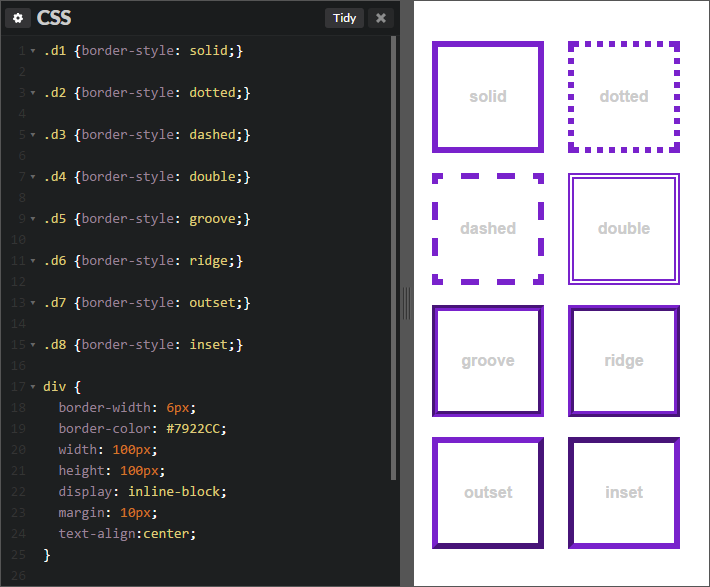 CSS
Tidy
1 .d1 {border-style: solid;}
2
3 .d2 {border-style: dotted;}
4
5 .d3 {border-style: dashed;}
6
7 .d4 {border-style: double;}
8
9 .d5 {border-style: groove;}
10
11 .d6 {border-style: ridge;}
12
13 .d7 {border-style: outset;}
14
15 .d8 {border-style: inset;}
16
17 div {
18 border-width: 6px;
19 border-color: #7922CC;
20 width: 100px;
21 height: 100px;
22 display: inline-block;
23 margin: 10px;
24 text-align:center;
25 }
26
solid
dotted
dashed
double
groove
ridge
outset
inset